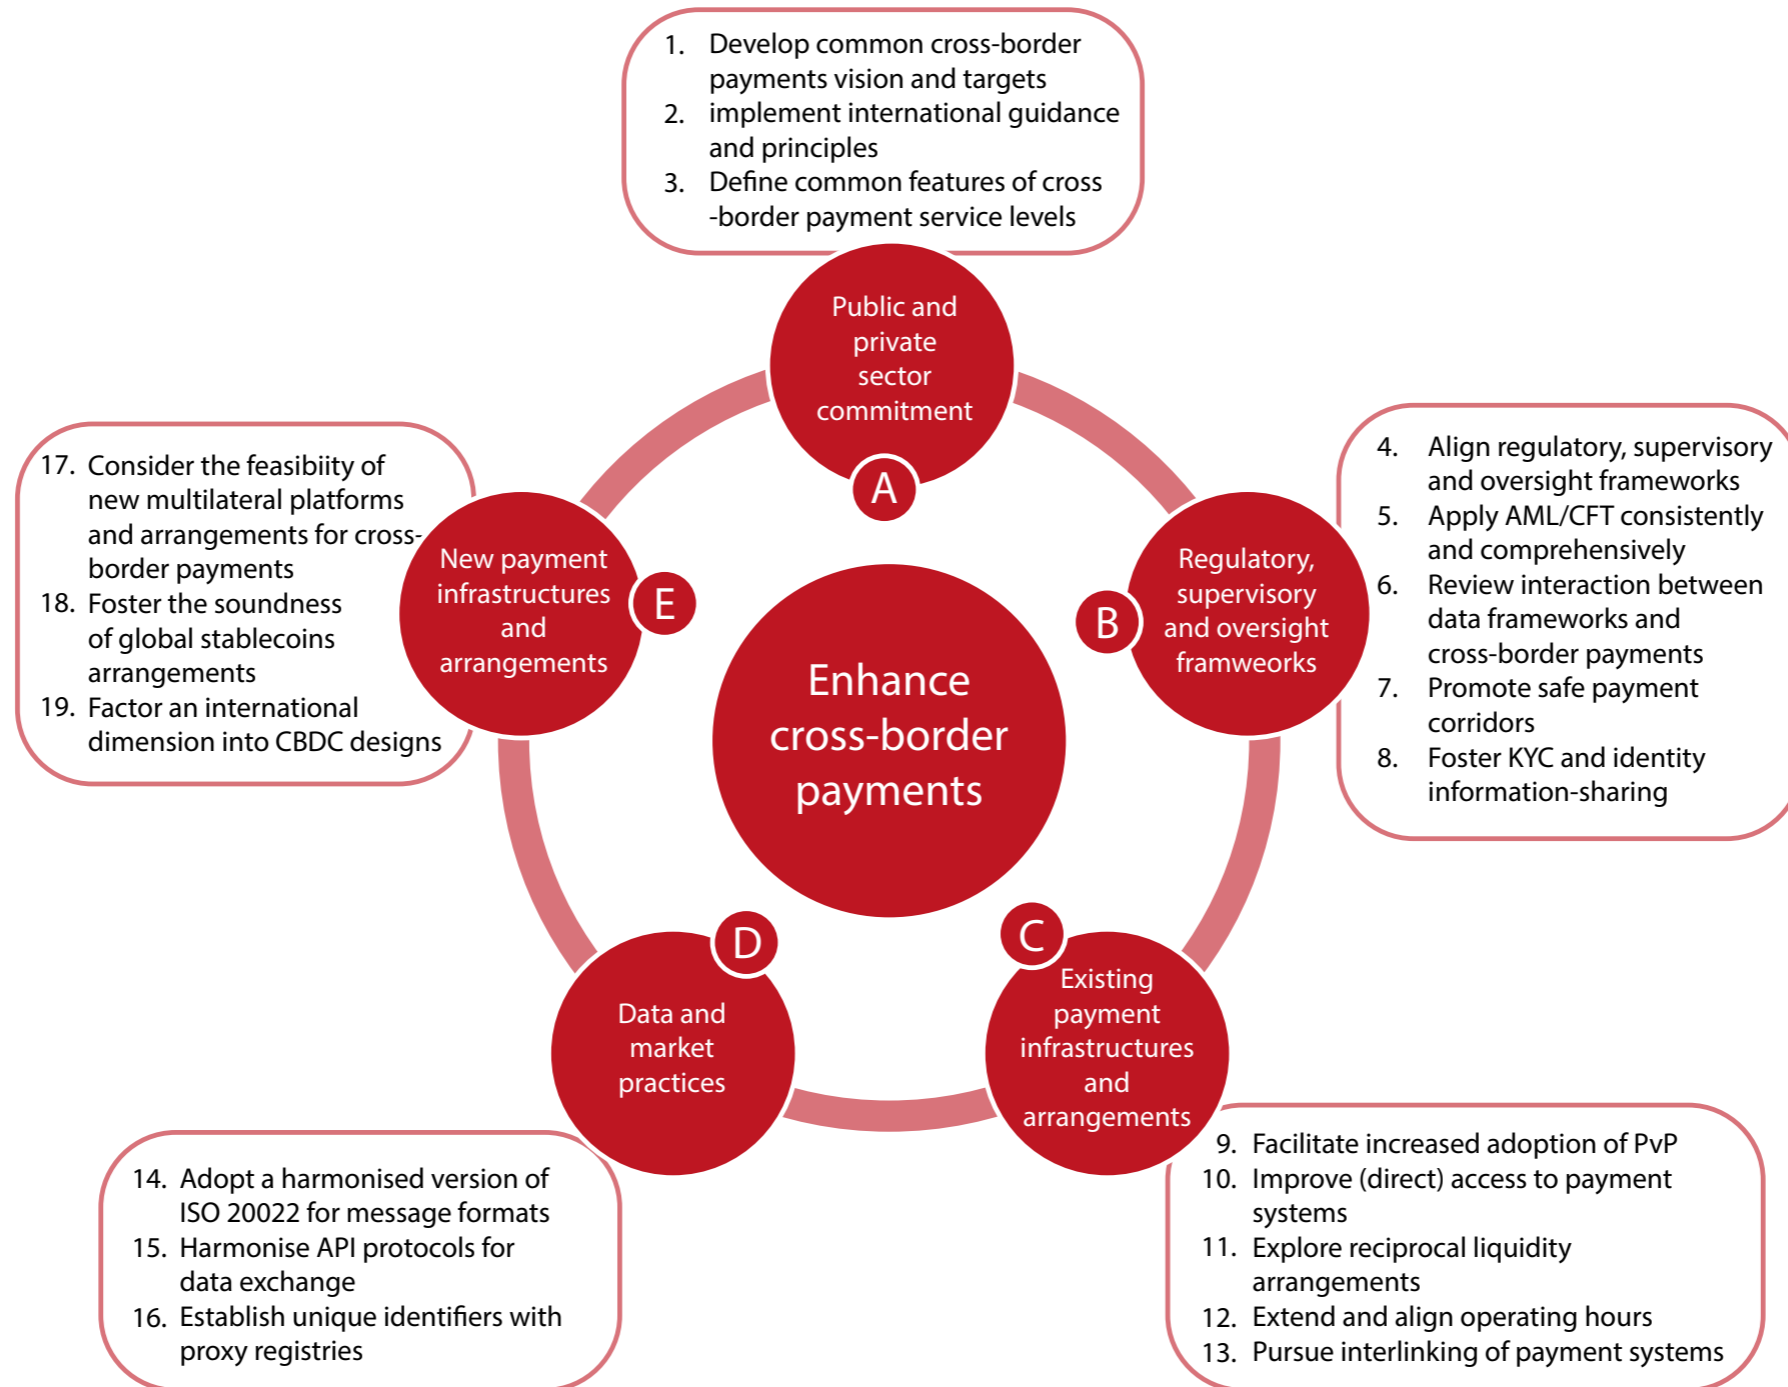 1. Develop common cross-border
payments vision and targets
2. implement international guidance
and principles
3. Define common features of cross
-border payment service levels
Public and
private
sector
commitment
A
4. Align regulatory, supervisory
and oversight frameworks
5. Apply AML/CFT consistently
and comprehensively
6. Review interaction between
data frameworks and
cross-border payments
7. Promote safe payment
corridors
8. Foster KYC and identity
information-sharing
Regulatory,
supervisory
and oversight
framweorks
B
Enhance
cross-border
payments
17. Consider the feasibiity of
new multilateral platforms
and arrangements for cross-
border payments
18. Foster the soundness
of global stablecoins
arrangements
19. Factor an international
dimension into CBDC designs
New payment
infrastructures
and
arrangements
E
D
Data and
market
practices
14. Adopt a harmonised version of
ISO 20022 for message formats
15. Harmonise API protocols for
data exchange
16. Establish unique identifiers with
proxy registries
C
Existing
payment
infrastructures
and
arrangements
9. Facilitate increased adoption of PvP
10. Improve (direct) access to payment
systems
11. Explore reciprocal liquidity
arrangements
12. Extend and align operating hours
13. Pursue interlinking of payment systems